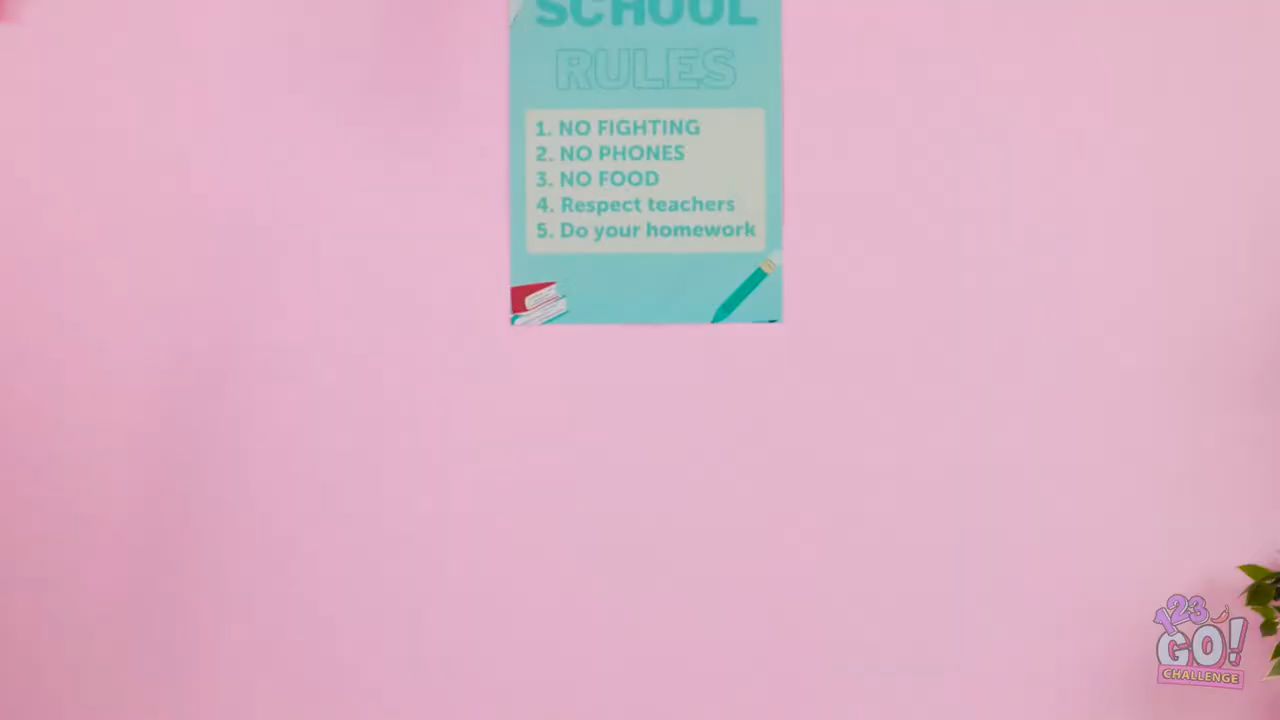 SCHOOL
RULES
1. NO FIGHTING
2. NO PHONES
3. NO FOOD
4. Respect teachers
5. Do your homework
123
GO!
CHALLENGE